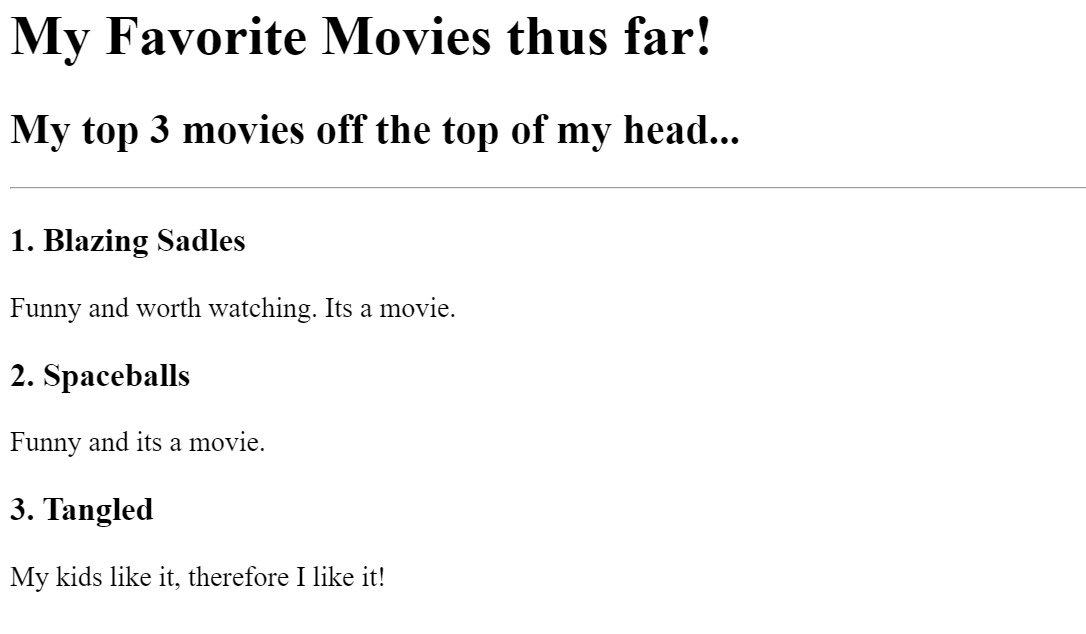 My Favorite Movies thus far!
My top 3 movies off the top of my head...
1. Blazing Sadles
Funny and worth watching. Its a movie.
2. Spaceballs
Funny and its a movie.
3. Tangled
My kids like it, therefore I like it!